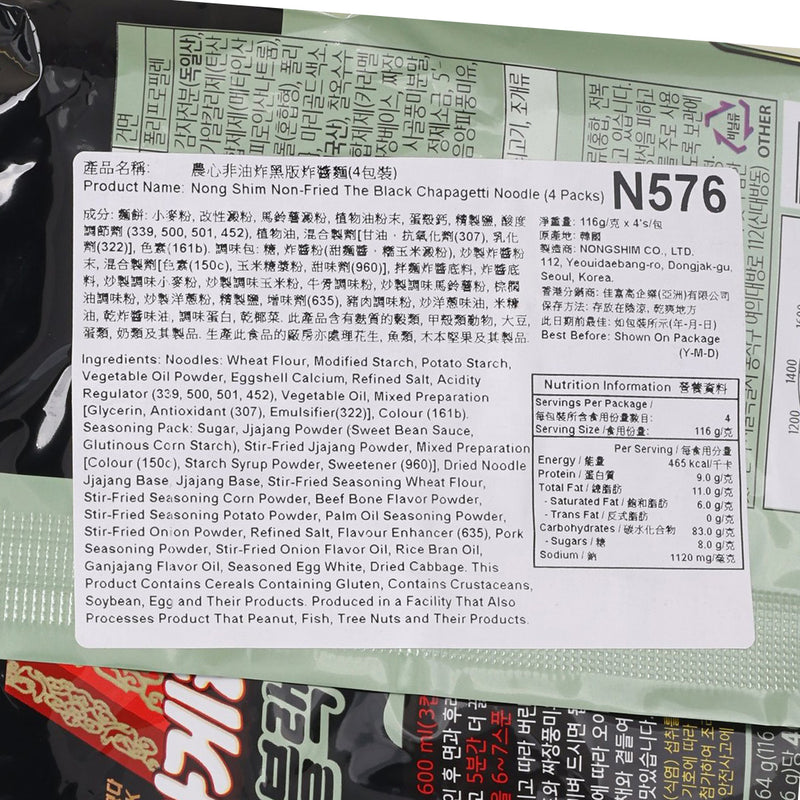 產品名稱: 農心非油炸黑版炸醬麵(4包裝)
Product Name: Nong Shim Non-Fried The Black Chapagetti Noodle (4 Packs)
N576
成分: 麵餅: 小麥粉, 改性澱粉, 馬鈴薯澱粉, 植物油粉末, 蛋殼鈣, 精製鹽, 酸度
調節劑 (339, 500, 501, 452), 植物油, 混合製劑[甘油、抗氧化劑(307), 乳化
劑(322)], 色素(161b). 調味包: 糖, 炸醬粉(甜麵醬、糯玉米澱粉), 炒製炸醬粉
末, 混合製劑[色素(150c), 玉米糖漿粉, 甜味劑(960)], 拌麵炸醬底料, 炸醬底
料, 炒製調味小麥粉, 炒製調味玉米粉, 牛骨調味粉, 炒製調味馬鈴薯粉, 棕櫚
油調味粉, 炒製洋蔥粉, 精製鹽, 增味劑(635), 豬肉調味粉, 炒洋蔥味油, 米糠
油, 乾炸醬味油, 調味蛋白, 乾椰菜. 此產品含有麩質的穀類, 甲殼類動物, 大豆,
蛋類, 奶類及其製品. 生產此食品的廠房亦處理花生, 魚類, 木本堅果及其製品.
Ingredients: Noodles: Wheat Flour, Modified Starch, Potato Starch,
Vegetable Oil Powder, Eggshell Calcium, Refined Salt, Acidity
Regulator (339, 500, 501, 452), Vegetable Oil, Mixed Preparation
[Glycerin, Antioxidant (307), Emulsifier(322)], Colour (161b).
Seasoning Pack: Sugar, Jjajang Powder (Sweet Bean Sauce,
Glutinous Corn Starch), Stir-Fried Jjajang Powder, Mixed Preparation
[Colour (150c), Starch Syrup Powder, Sweetener (960)], Dried Noodle
Jjajang Base, Jjajang Base, Stir-Fried Seasoning Wheat Flour,
Stir-Fried Seasoning Corn Powder, Beef Bone Flavor Powder,
Stir-Fried Seasoning Potato Powder, Palm Oil Seasoning Powder,
Stir-Fried Onion Powder, Refined Salt, Flavour Enhancer (635), Pork
Seasoning Powder, Stir-Fried Onion Flavor Oil, Rice Bran Oil,
Ganjajang Flavor Oil, Seasoned Egg White, Dried Cabbage. This
Product Contains Cereals Containing Gluten, Contains Crustaceans,
Soybean, Egg and Their Products. Produced in a Facility That Also
Processes Product That Peanut, Fish, Tree Nuts and Their Products.
淨重量: 116g/克 x 4's/包
原產地: 韓國
製造商: NONGSHIM CO., LTD.
112, Yeouidaebang-ro, Dongjak-gu,
Seoul, Korea.
香港分銷商: 佳富高企業(亞洲)有限公司
保存方法: 存放在陰涼, 乾爽地方
此日期前最佳: 如包裝所示(年-月-日)
Best Before: Shown On Package
(Y-M-D)
Nutrition Information 營養資料
Servings Per Package /
每包裝所含食用份量數目: 4
Serving Size /食用份量: 116 g/克
Per Serving / 每食用份量
Energy / 能量 465 kcal/千卡
Protein / 蛋白質 9.0 g/克
Total Fat / 總脂肪 11.0 g/克
- Saturated Fat / 飽和脂肪 6.0 g/克
- Trans Fat / 反式脂肪 0 g/克
Carbohydrates / 碳水化合物 83.0 g/克
- Sugars / 糖 8.0 g/克
Sodium / 鈉 1120 mg/毫克
건면
폴리프로필렌
비닐류
OTHER
1400
1200
블랙
600 ml(3컵